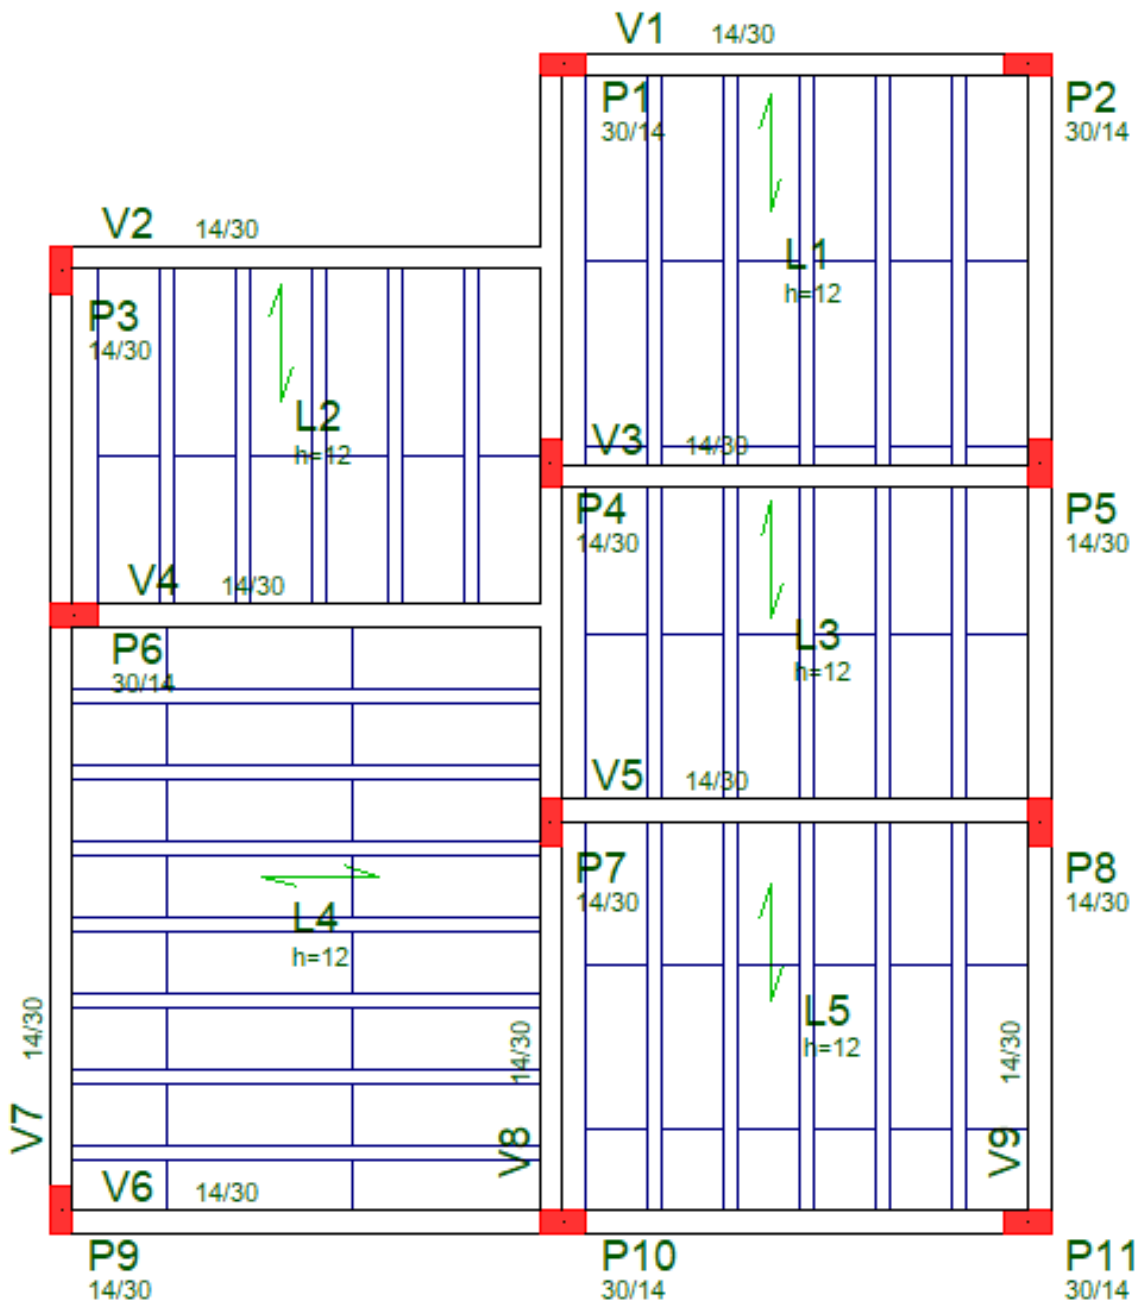 V1 14/30
P1
30/14
P2
30/14
V2 14/30
L1
h=12
P3
14/30
L2
h=12
V3 14/30
P4
14/30
P5
14/30
V4 14/30
P6
30/14
L3
h=12
V5 14/30
P7
14/30
P8
14/30
L4
h=12
L5
h=12
V7 14/30
V8 14/30
V9 14/30
V6 14/30
P9
14/30
P10
30/14
P11
30/14